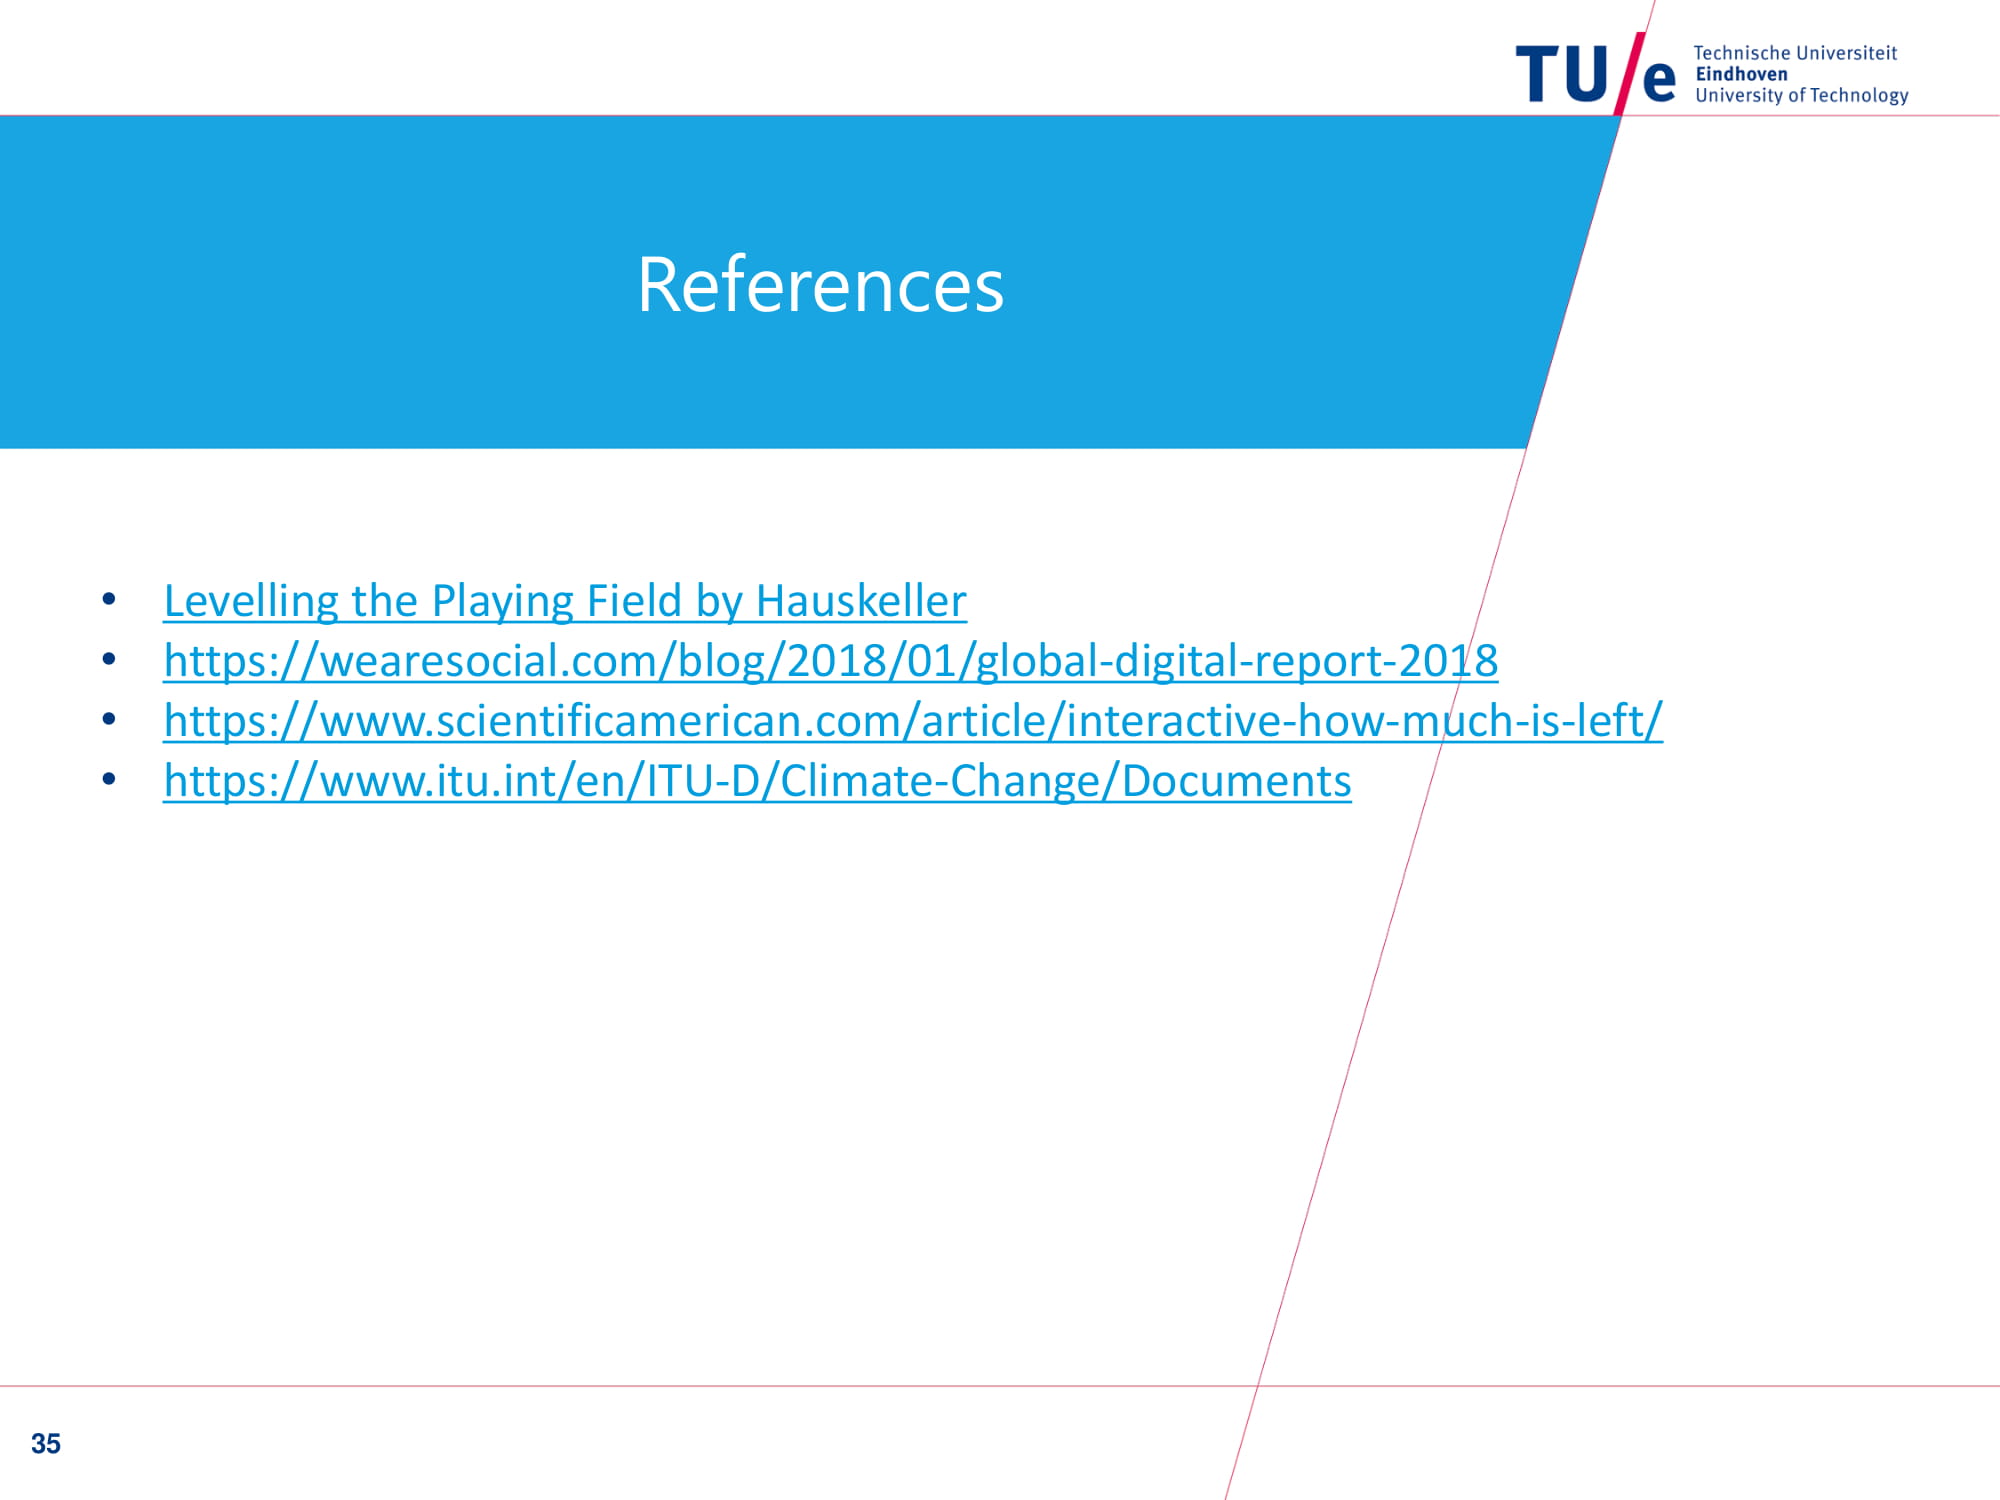 TU/e
Technische Universiteit
Eindhoven
University of Technology
References
• Levelling the Playing Field by Hauskeller
• https://wearesocial.com/blog/2018/01/global-digital-report-2018
• https://www.scientificamerican.com/article/interactive-how-much-is-left/
• https://www.itu.int/en/ITU-D/Climate-Change/Documents
35